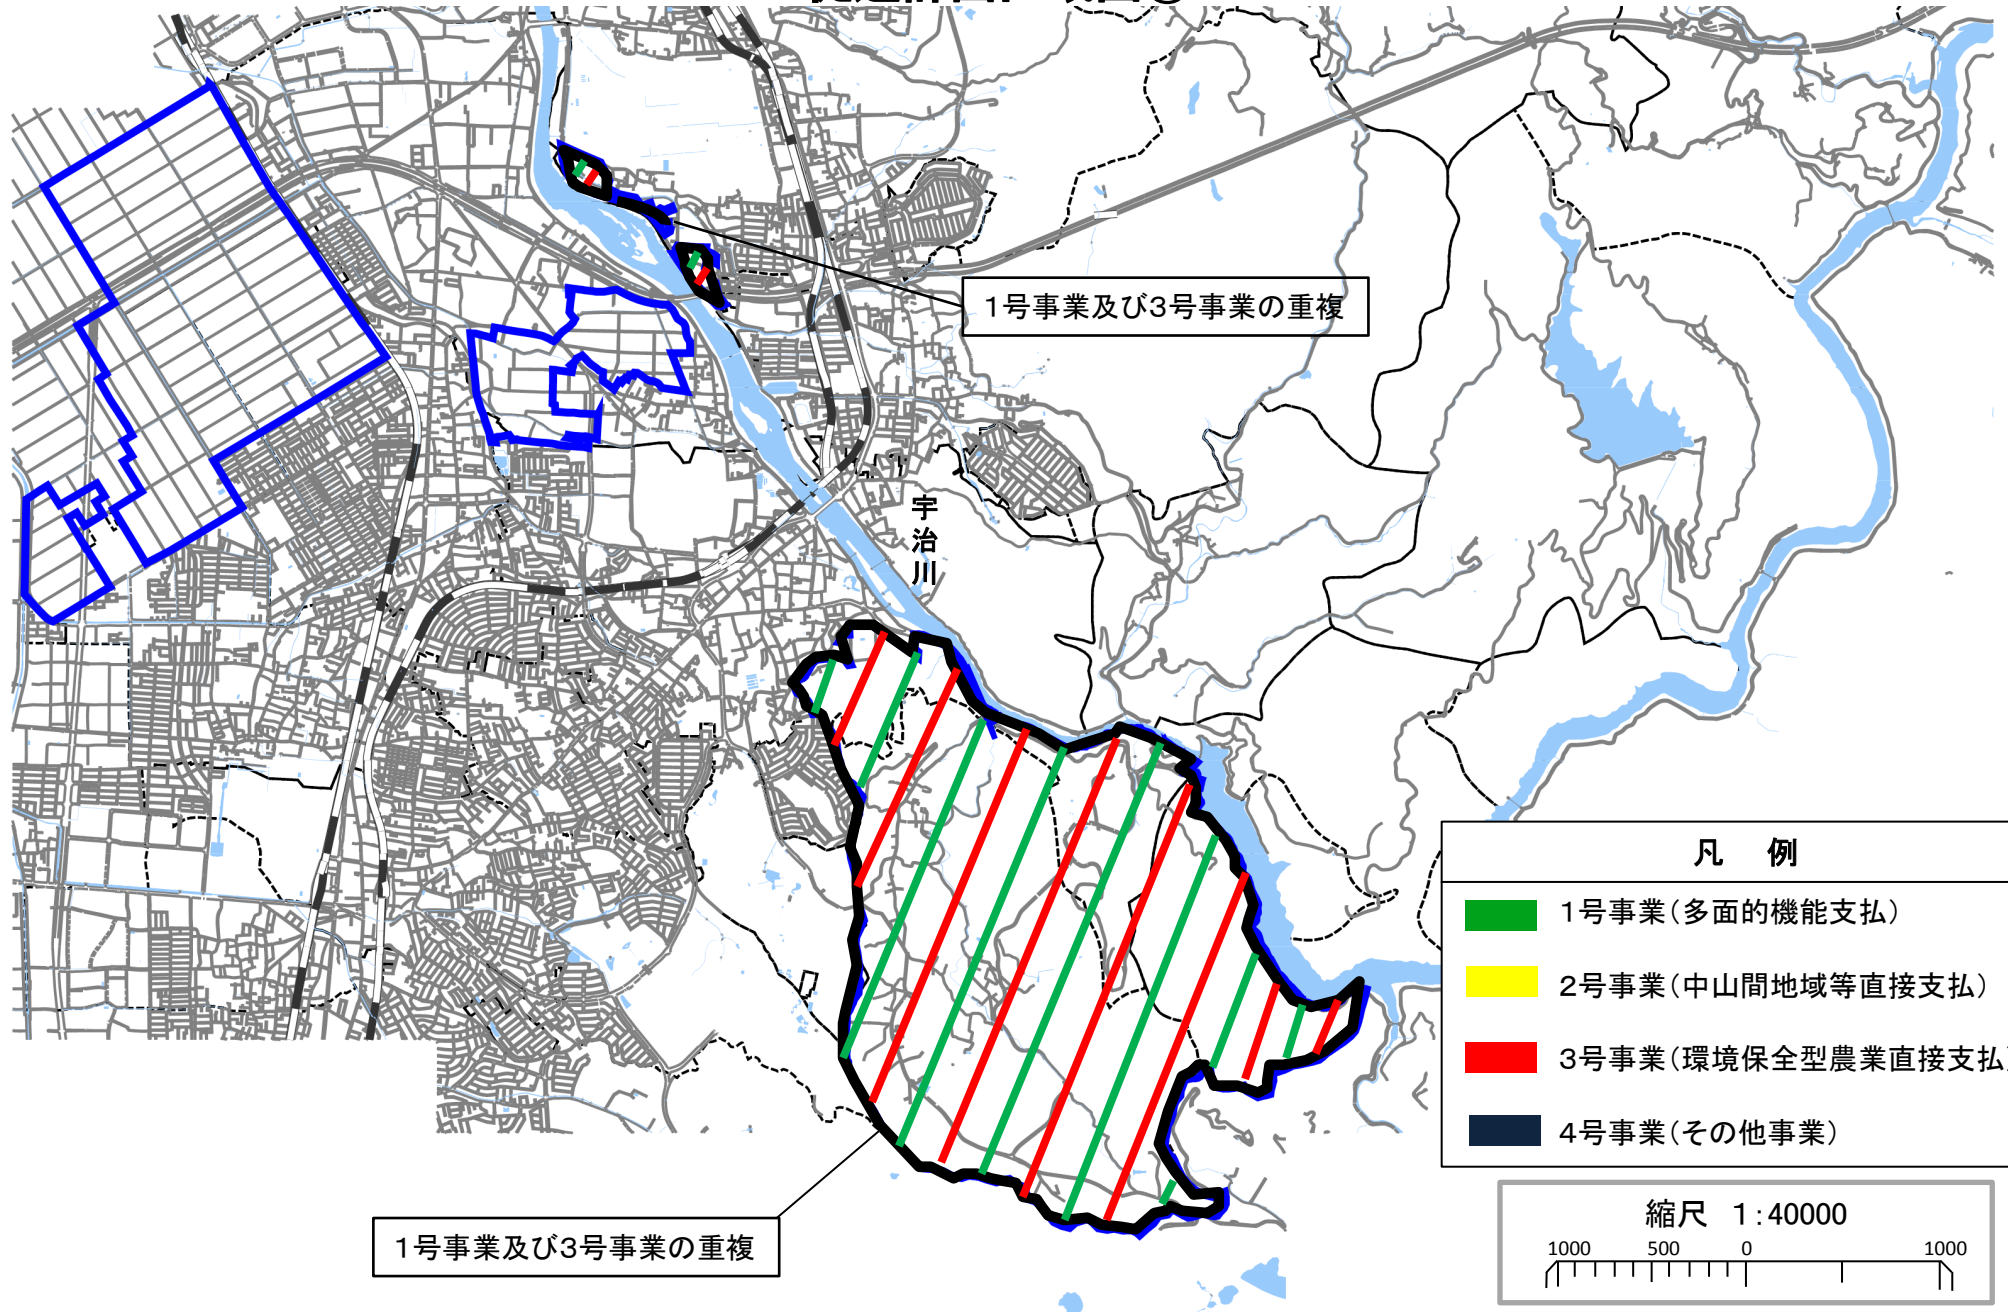 1号事業及び3号事業の重複
宇治川
凡 例
1号事業(多面的機能支払)
2号事業(中山間地域等直接支払)
3号事業(環境保全型農業直接支払)
4号事業(その他事業)
縮尺 1:40000
1000 500 0 1000
1号事業及び3号事業の重複